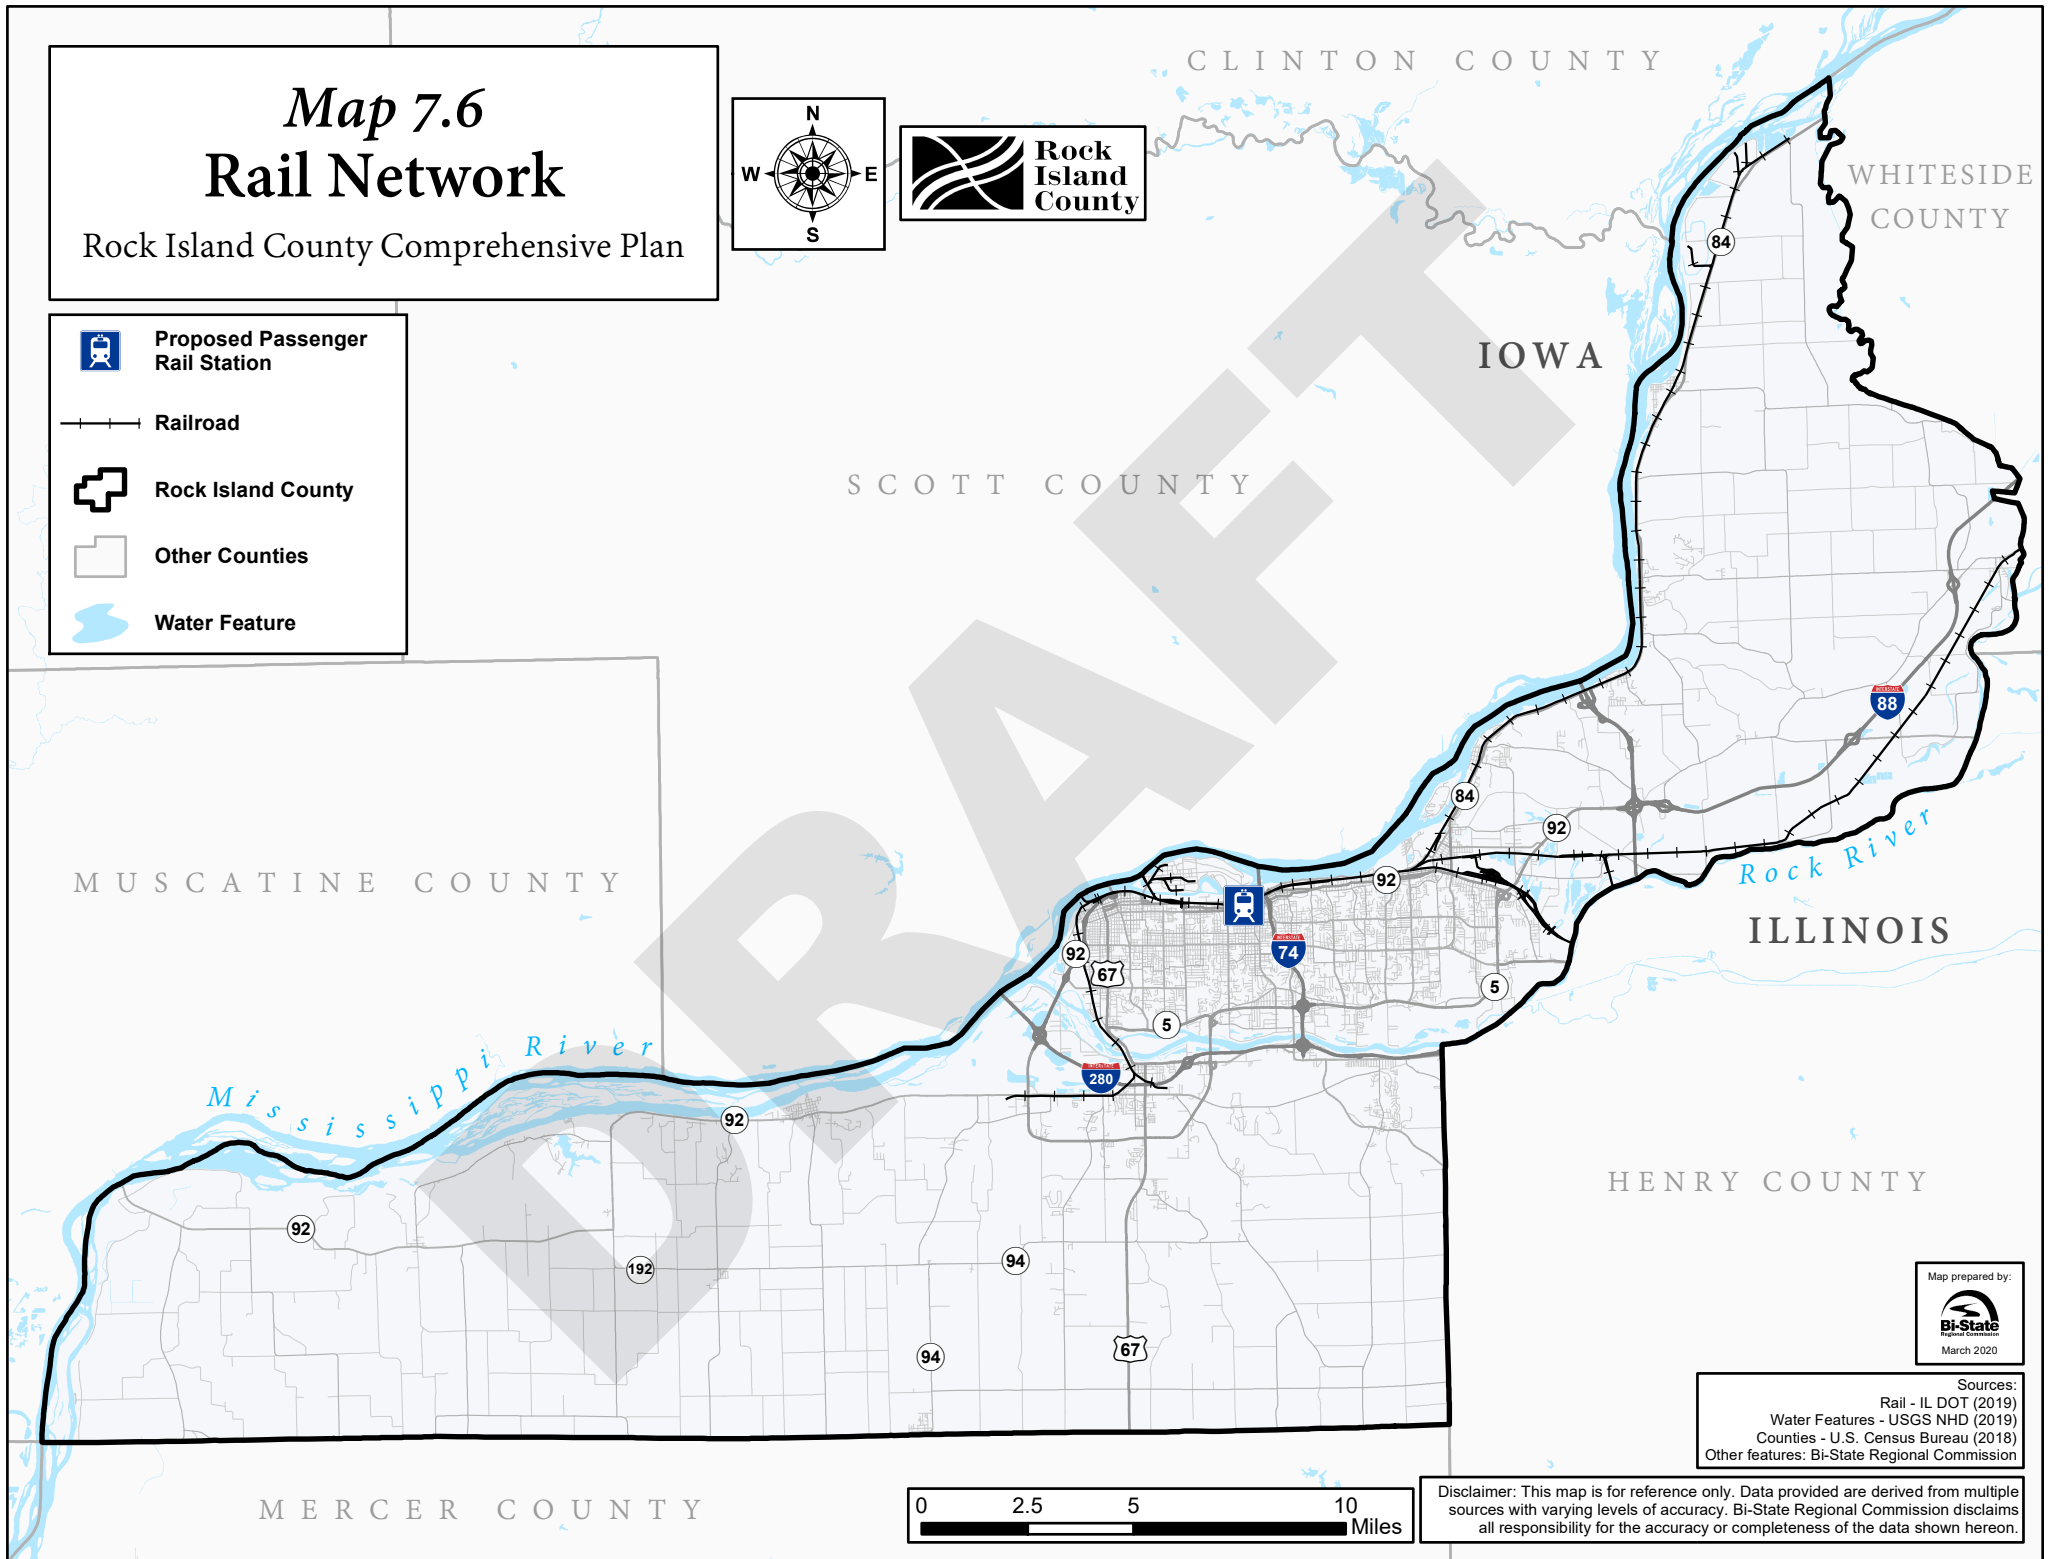 Map 7.6
Rail Network
Rock Island County Comprehensive Plan
N
W E
S
Rock
Island
County
CLINTON COUNTY
WHITESIDE
COUNTY
Proposed Passenger
Rail Station
Railroad
Rock Island County
Other Counties
Water Feature
84
IOWA
SCOTT COUNTY
DRAFT
INTERSTATE
88
84
92
Rock River
MUSCATINE COUNTY
92
ILLINOIS
92
67
INTERSTATE
74
5
5
Mississippi River
INTERSTATE
280
92
HENRY COUNTY
92
192
94
94
67
Map prepared by:
Bi-State
Regional Commission
March 2020
Sources:
Rail - IL DOT (2019)
Water Features - USGS NHD (2019)
Counties - U.S. Census Bureau (2018)
Other features: Bi-State Regional Commission
MERCER COUNTY
0 2.5 5 10
Miles
Disclaimer: This map is for reference only. Data provided are derived from multiple
sources with varying levels of accuracy. Bi-State Regional Commission disclaims
all responsibility for the accuracy or completeness of the data shown hereon.